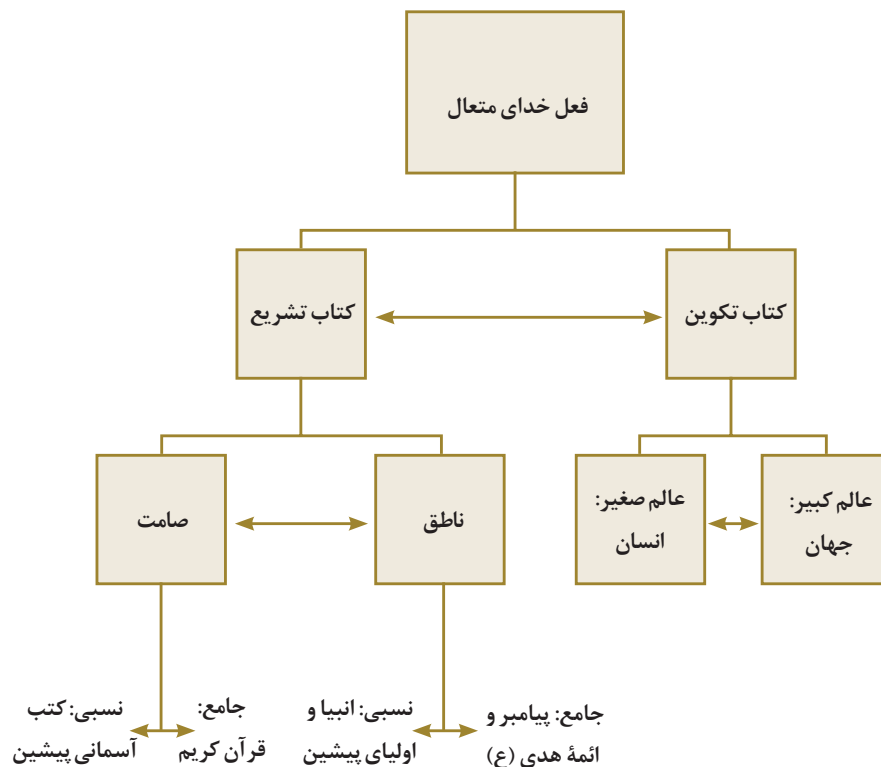 فعل خدای متعال
کتاب تکوین
کتاب تشریع
عالم کبیر:
جهان
عالم صغیر:
انسان
ناطق
صامت
جامع: پیامبر و
ائمهٔ هدی (ع)
نسبی: انبیا و
اولیای پیشین
جامع:
قرآن کریم
نسبی: کتب
آسمانی پیشین